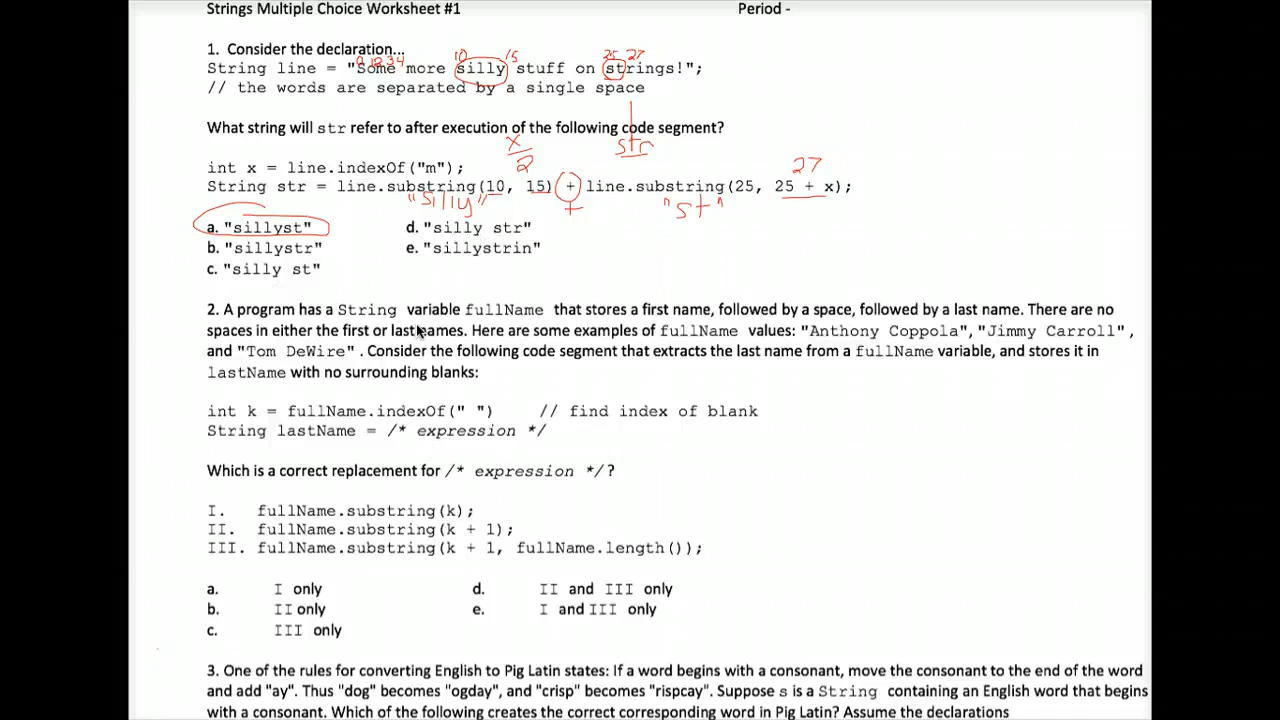 Strings Multiple Choice Worksheet #1 Period -
1. Consider the declaration...
10 15 25 27
0 1 2 3 4
String line = "Some more silly stuff on strings!";
// the words are separated by a single space
What string will str refer to after execution of the following code segment?
x
2
str
27
int x = line.indexOf("m");
String str = line.substring(10, 15) + line.substring(25, 25 + x);
"silly" + "st"
a. "sillyst" d. "silly str"
b. "sillystr" e. "sillystrin"
c. "silly st"
2. A program has a String variable fullName that stores a first name, followed by a space, followed by a last name. There are no
spaces in either the first or last names. Here are some examples of fullName values: "Anthony Coppola", "Jimmy Carroll" ,
and "Tom DeWire" . Consider the following code segment that extracts the last name from a fullName variable, and stores it in
lastName with no surrounding blanks:
int k = fullName.indexOf(" ") // find index of blank
String lastName = /* expression */
Which is a correct replacement for /* expression */?
I. fullName.substring(k);
II. fullName.substring(k + 1);
III. fullName.substring(k + 1, fullName.length());
a. I only d. II and III only
b. II only e. I and III only
c. III only
3. One of the rules for converting English to Pig Latin states: If a word begins with a consonant, move the consonant to the end of the word
and add "ay". Thus "dog" becomes "ogday", and "crisp" becomes "rispcay". Suppose s is a String containing an English word that begins
with a consonant. Which of the following creates the correct corresponding word in Pig Latin? Assume the declarations